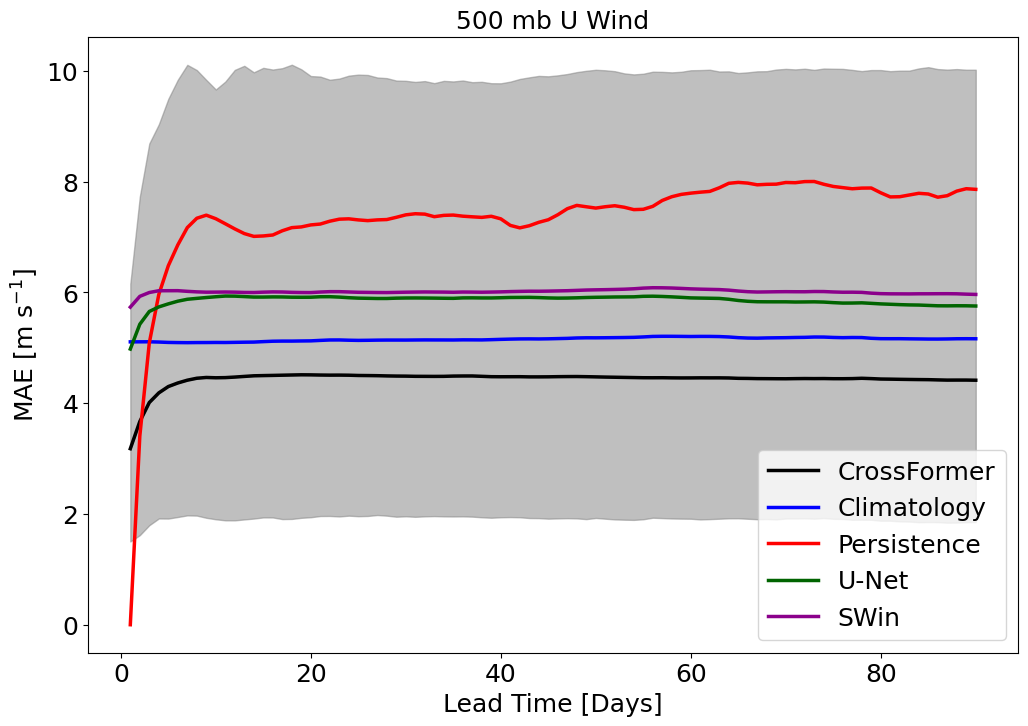 500 mb U Wind
MAE [m s⁻¹]
10
8
6
4
2
0
0 20 40 60 80
Lead Time [Days]
CrossFormer
Climatology
Persistence
U-Net
SWin